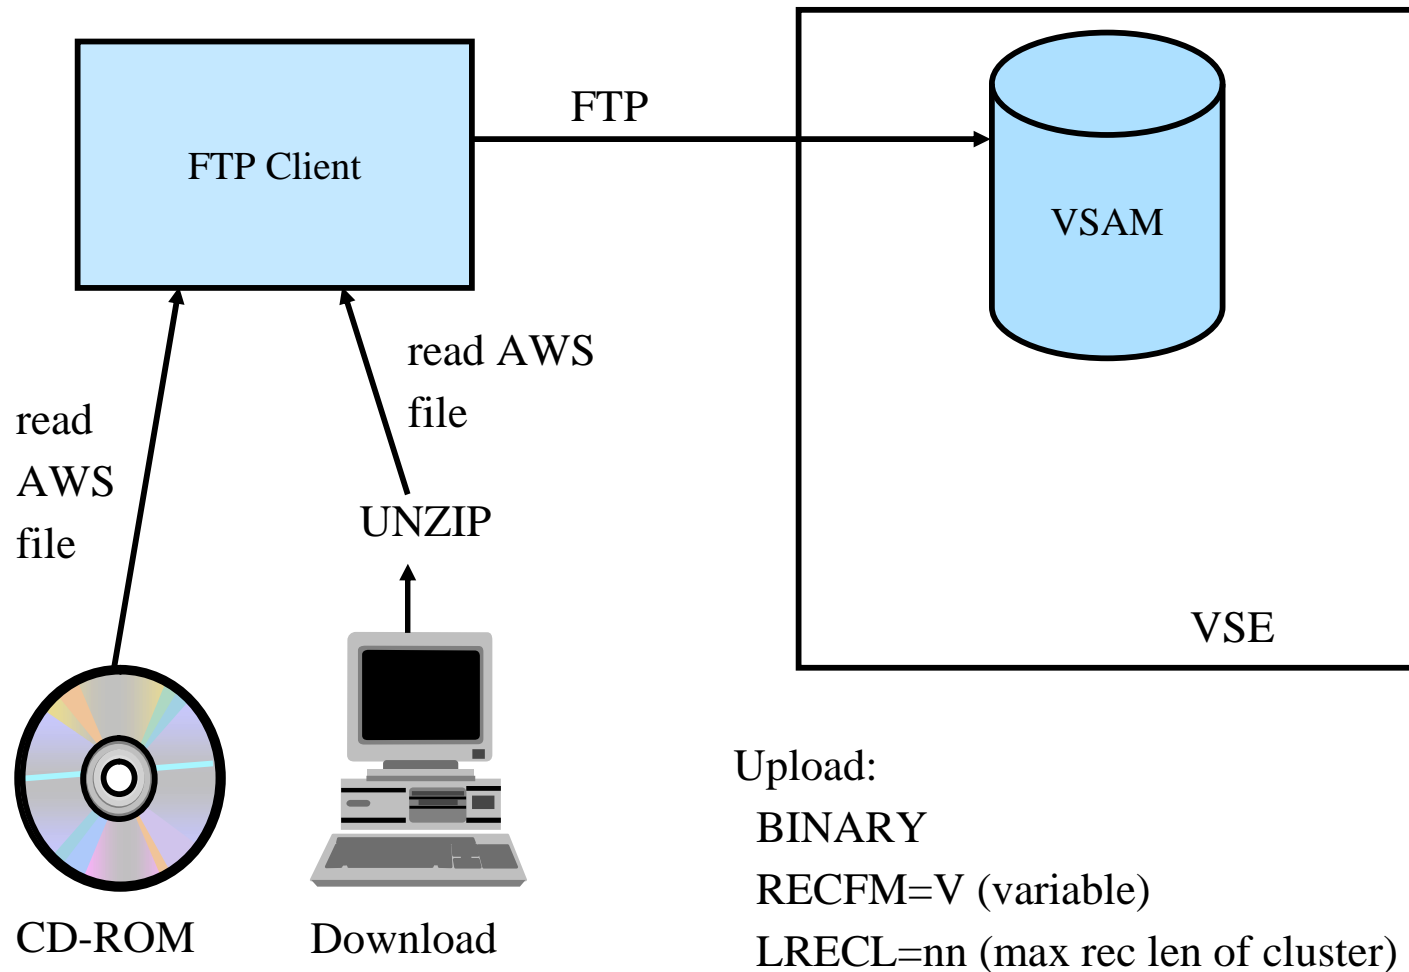 FTP
FTP Client
VSAM
read AWS
file
read
AWS
file
UNZIP
VSE
CD-ROM
Download
Upload:
BINARY
RECFM=V (variable)
LRECL=nn (max rec len of cluster)